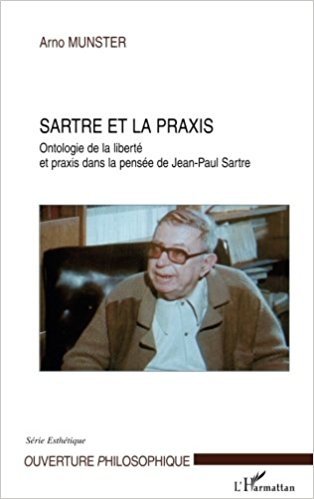 Arno MUNSTER
SARTRE ET LA PRAXIS
Ontologie de la liberté
et praxis dans la pensée de Jean-Paul Sartre
Série Esthétique
OUVERTURE PHILOSOPHIQUE
L'Harmattan